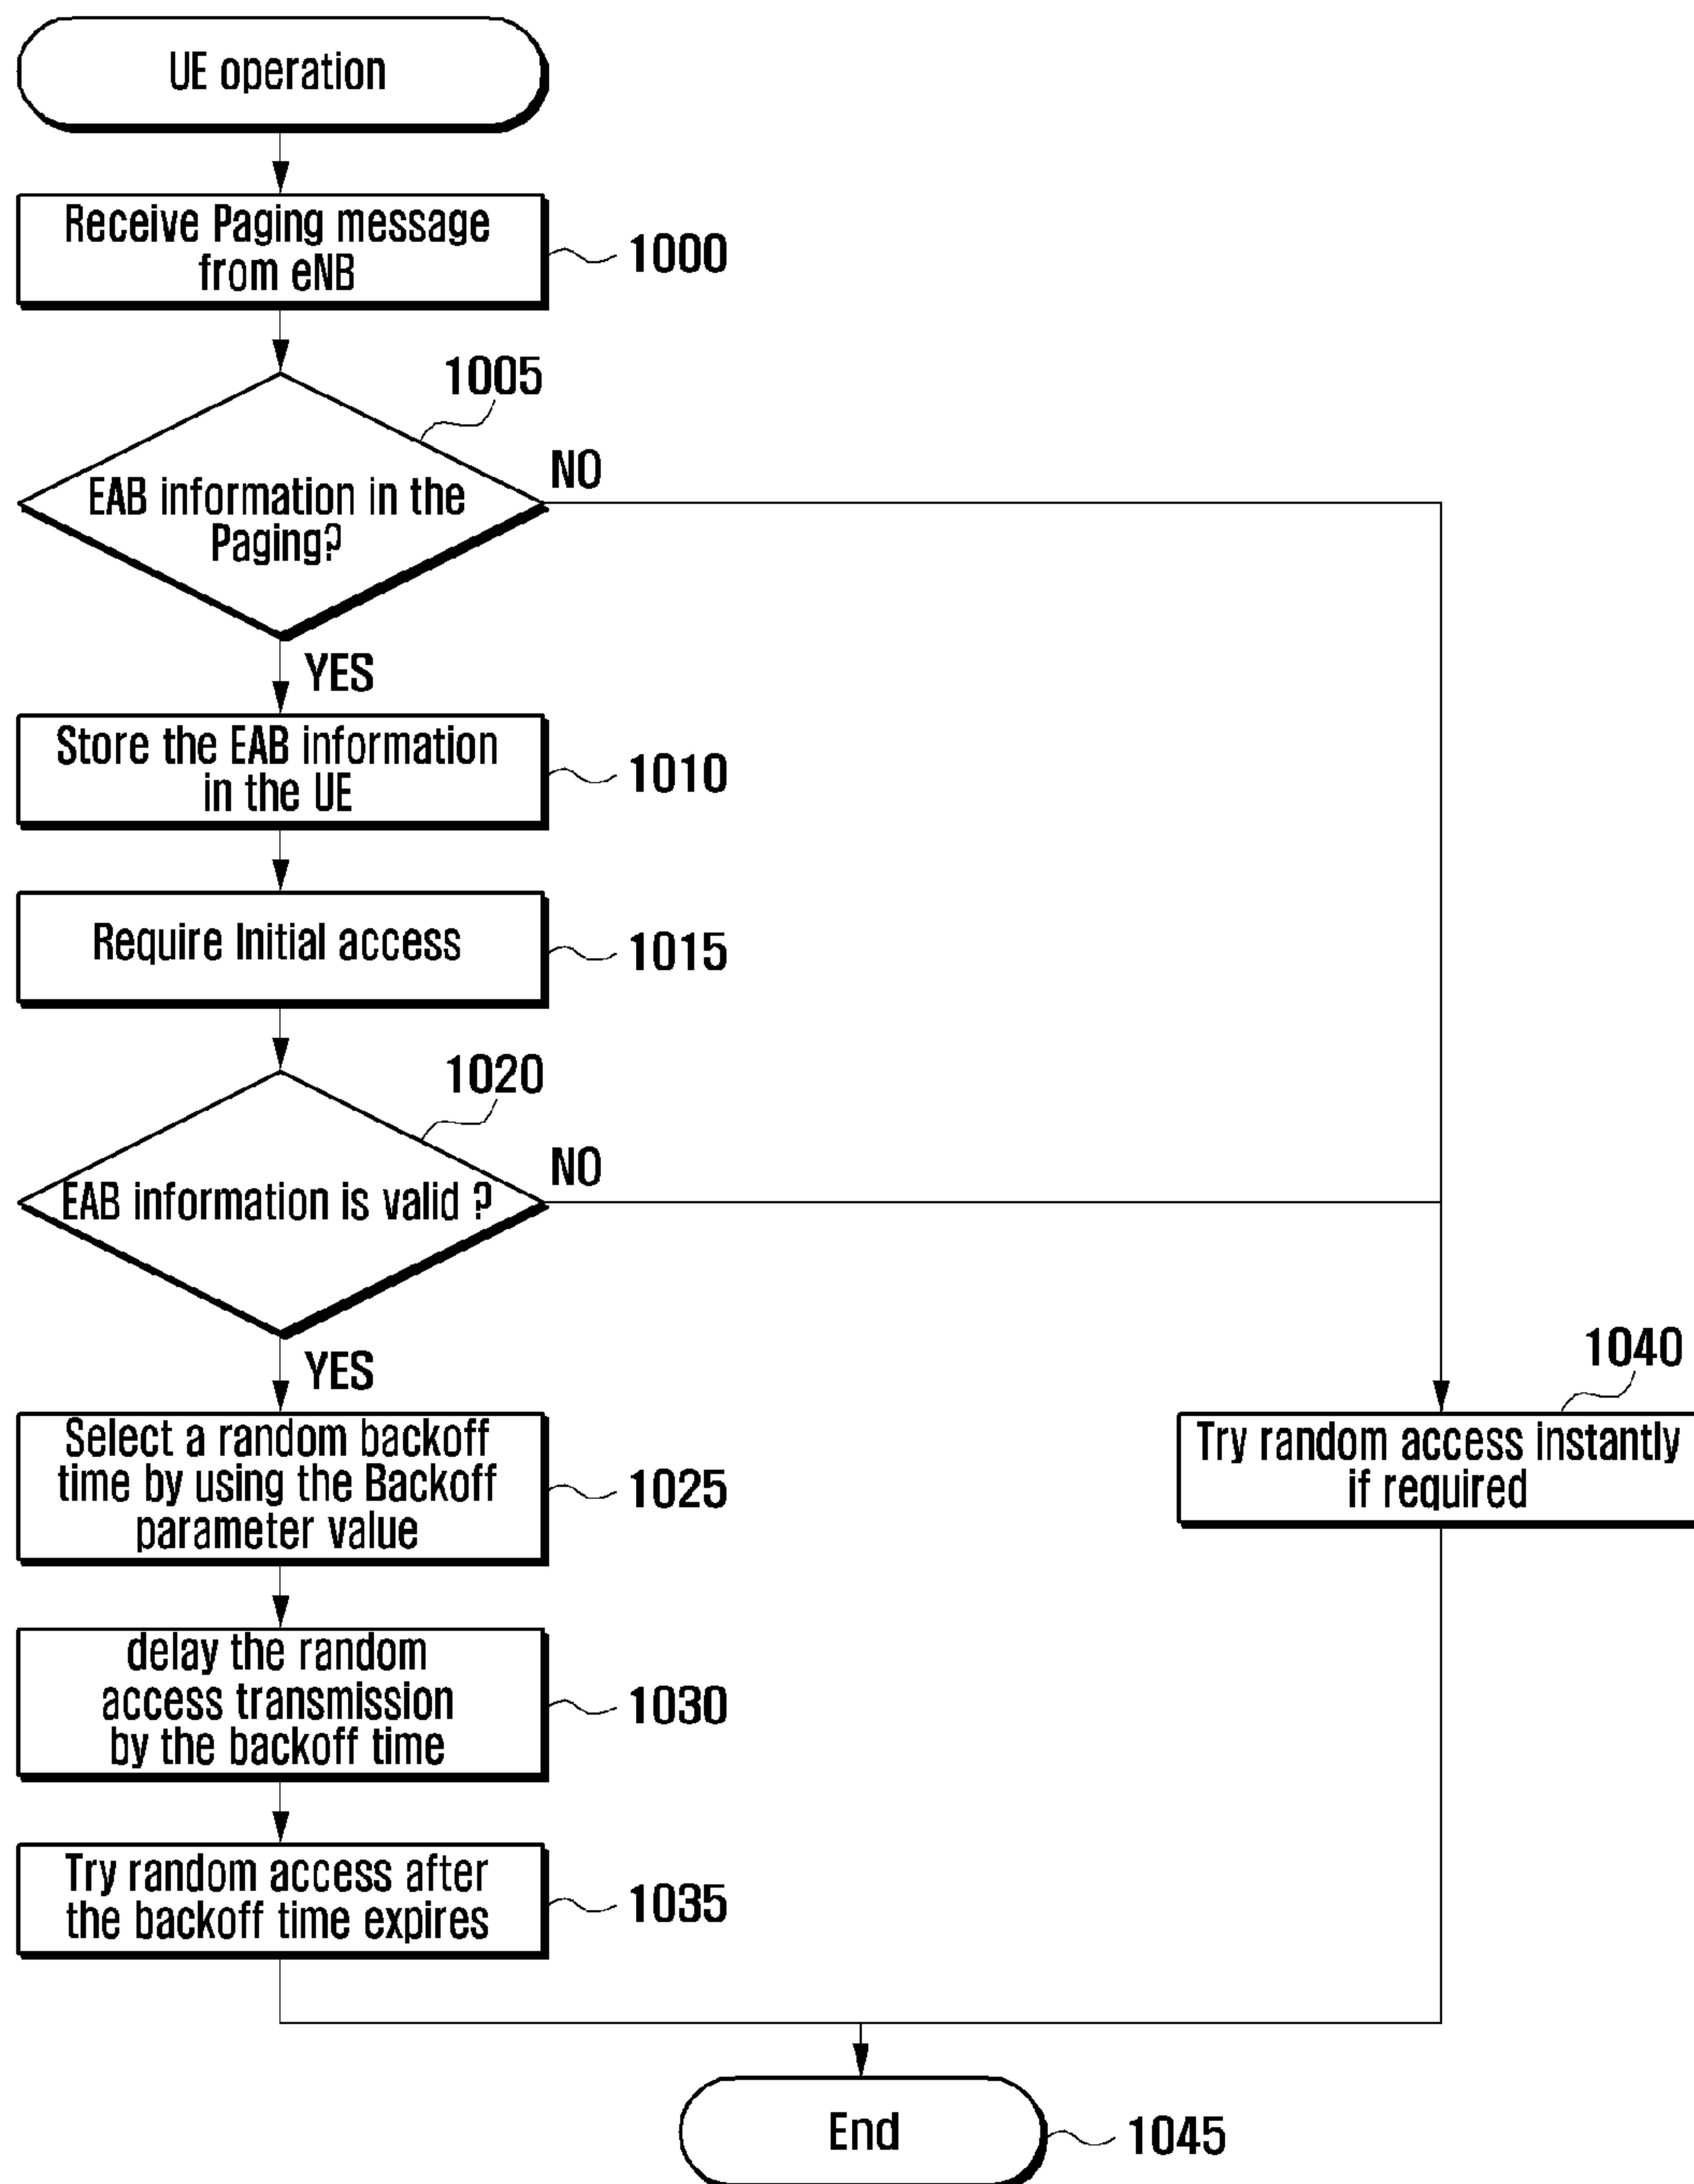 UE operation
Receive Paging message
from eNB
1000
1005
EAB information in the
Paging?
NO
YES
Store the EAB information
in the UE
1010
Require Initial access
1015
1020
EAB information is valid ?
NO
YES
Select a random backoff
time by using the Backoff
parameter value
1025
1040
Try random access instantly
if required
delay the random
access transmission
by the backoff time
1030
Try random access after
the backoff time expires
1035
End
1045